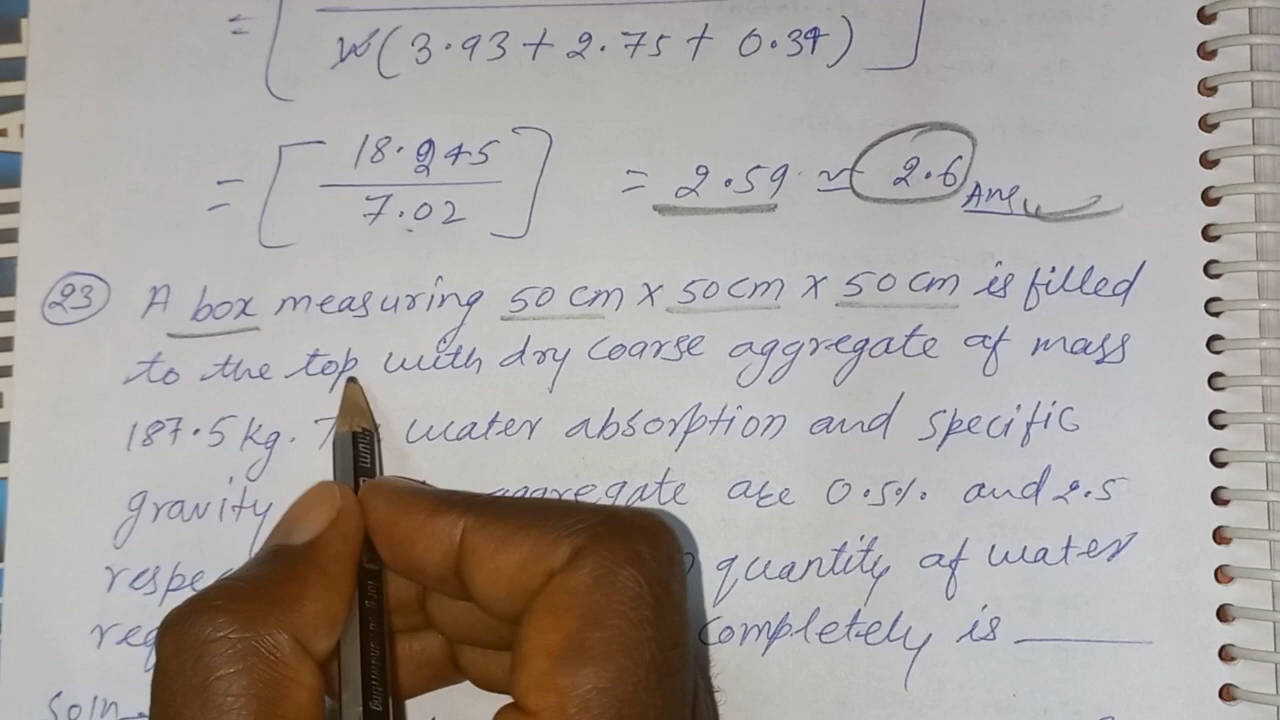 = [ w(3.93 + 2.75 + 0.34) ]
= [ 18.245 / 7.02 ] = 2.59 ≃ 2.6 Ans
23 A box measuring 50 cm x 50 cm x 50 cm is filled
to the top with dry coarse aggregate of mass
187.5 kg. water absorption and specific
gravity aggregate are 0.5%. and 2.5
quantity of water
completely is
Soln